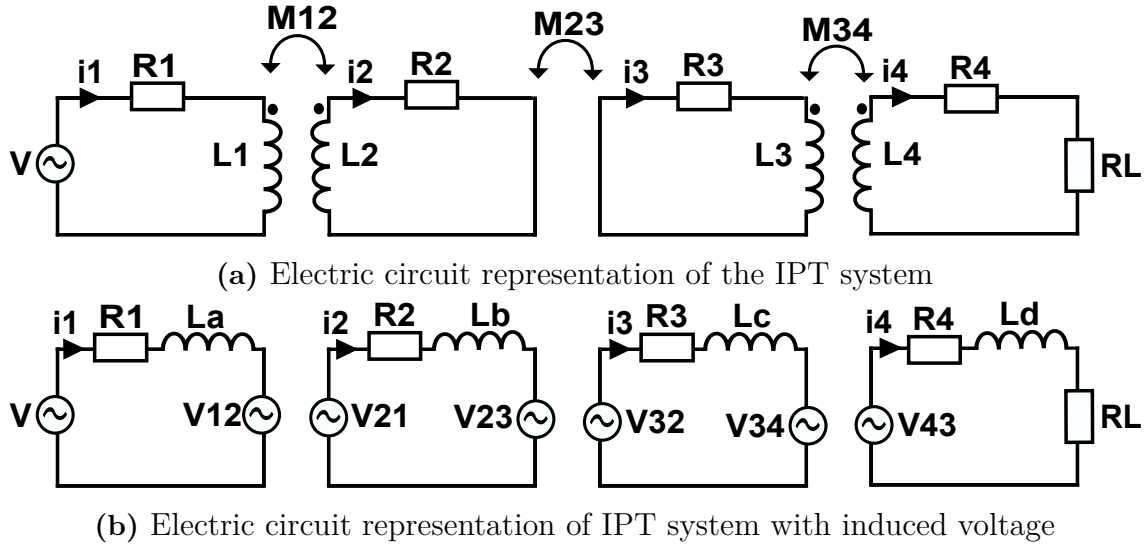 M12 M23 M34
i1 R1 i2 R2 i3 R3 i4 R4
V L1 L2 L3 L4 RL
(a) Electric circuit representation of the IPT system
i1 R1 La i2 R2 Lb i3 R3 Lc i4 R4 Ld
V V12 V21 V23 V32 V34 V43 RL
(b) Electric circuit representation of IPT system with induced voltage